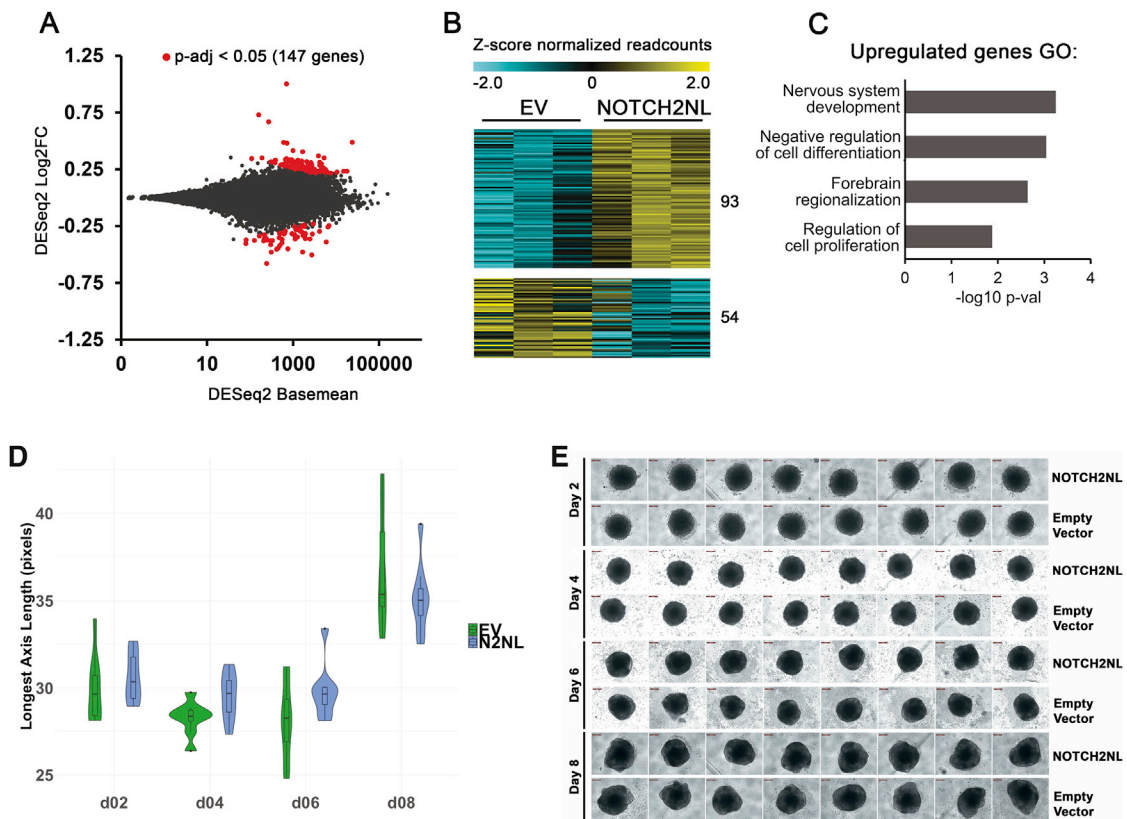 A
p-adj < 0.05 (147 genes)
1.25
0.75
0.25
-0.25
-0.75
-1.25
DESeq2 Log2FC
0
10
1000
100000
DESeq2 Basemean
B
Z-score normalized readcounts
-2.0
0
2.0
EV
NOTCH2NL
93
54
C
Upregulated genes GO:
Nervous system
development
Negative regulation
of cell differentiation
Forebrain
regionalization
Regulation of
cell proliferation
0
1
2
3
4
-log10 p-val
D
Longest Axis Length (pixels)
40
35
30
25
d02
d04
d06
d08
EV
N2NL
E
Day 2
NOTCH2NL
Empty
Vector
Day 4
NOTCH2NL
Empty
Vector
Day 6
NOTCH2NL
Empty
Vector
Day 8
NOTCH2NL
Empty
Vector